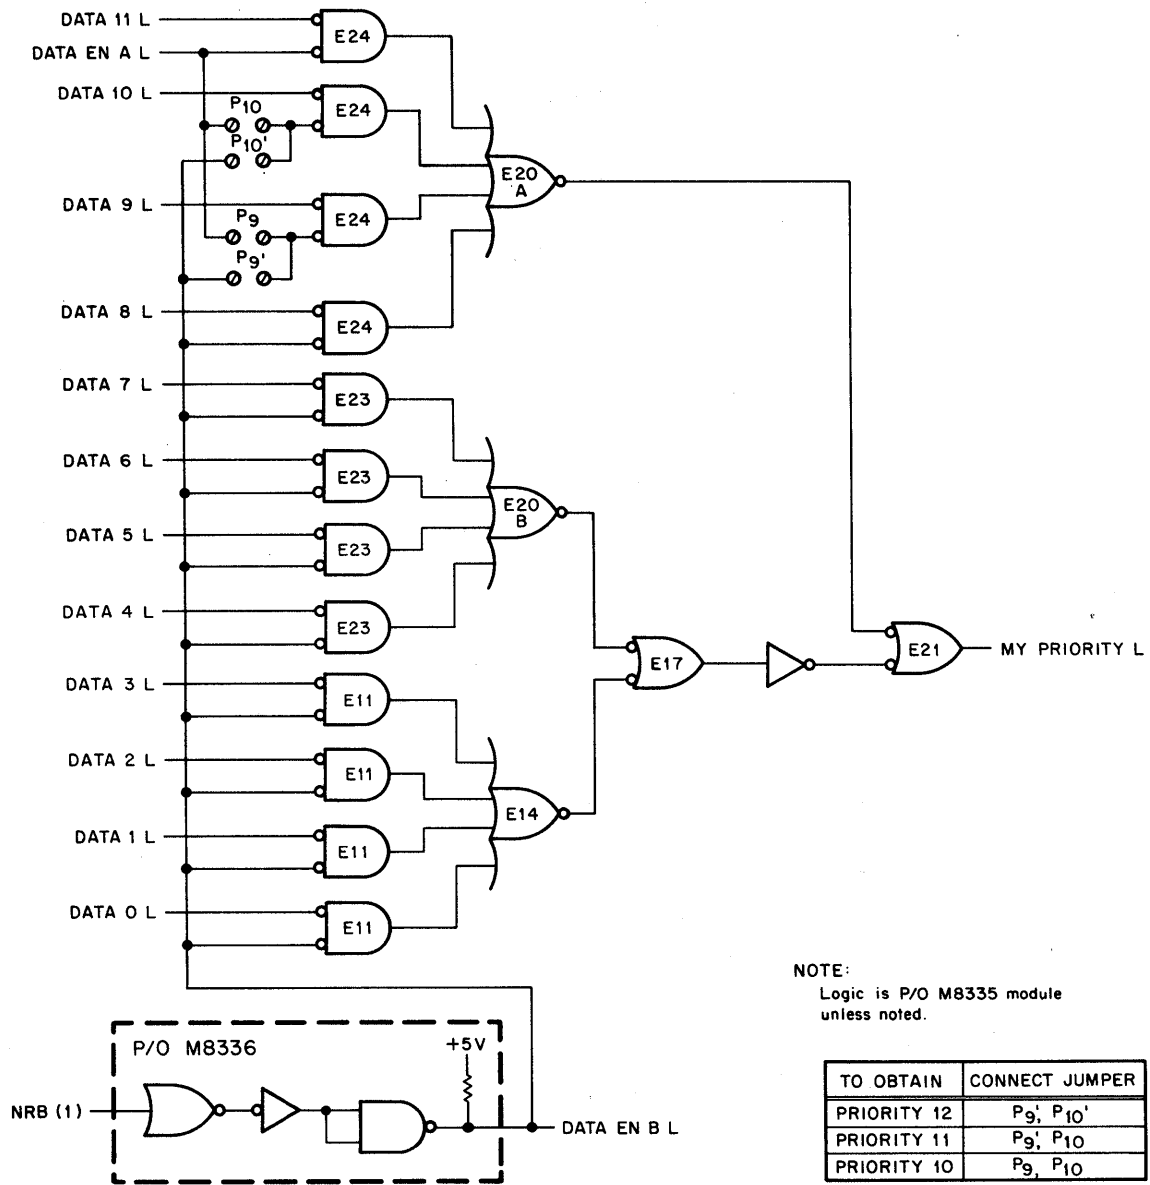 DATA 11 L
E24
DATA EN A L
DATA 10 L
P10
E24
P10'
E20
A
DATA 9 L
P9
E24
P9'
DATA 8 L
E24
DATA 7 L
E23
DATA 6 L
E23
E20
B
DATA 5 L
E23
DATA 4 L
E23
E17
E21
MY PRIORITY L
DATA 3 L
E11
DATA 2 L
E11
E14
DATA 1 L
E11
DATA 0 L
E11
NOTE:
Logic is P/O M8335 module
unless noted.
P/O M8336
+5V
NRB (1)
DATA EN B L
TO OBTAIN CONNECT JUMPER
PRIORITY 12 P9', P10'
PRIORITY 11 P9', P10
PRIORITY 10 P9, P10